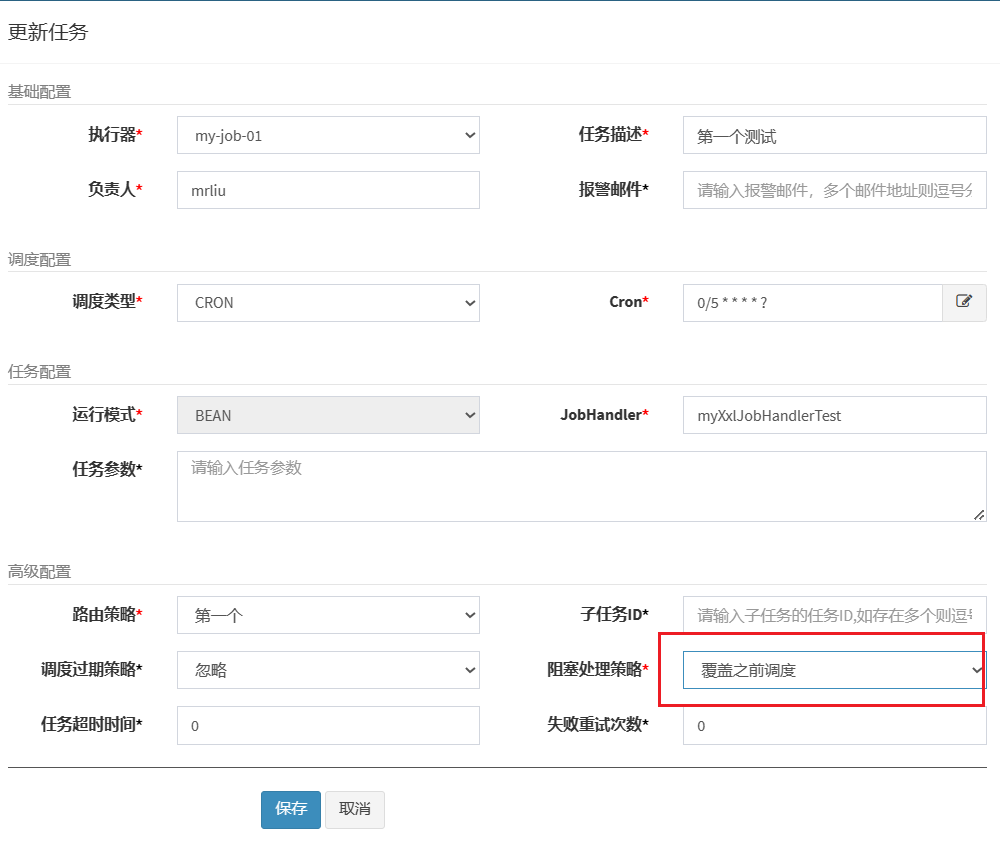 更新任务
基础配置
执行器* my-job-01 任务描述* 第一个测试
负责人* mrliu 报警邮件* 请输入报警邮件，多个邮件地址则逗号分
调度配置
调度类型* CRON Cron* 0/5 * * * * ?
任务配置
运行模式* BEAN JobHandler* myXxlJobHandlerTest
任务参数* 请输入任务参数
高级配置
路由策略* 第一个 子任务ID* 请输入子任务的任务ID,如存在多个则逗号
调度过期策略* 忽略 阻塞处理策略* 覆盖之前调度
任务超时时间* 0 失败重试次数* 0
保存 取消